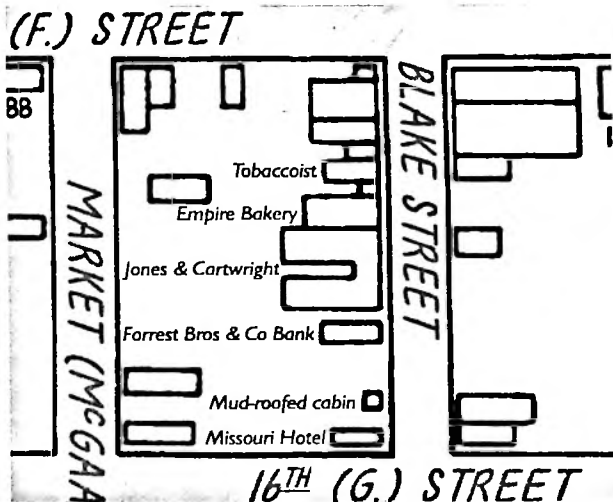 (F.) STREET
BB
BLAKE STREET
Tobaccoist
Empire Bakery
MARKET (McGAA
Jones & Cartwright
Forrest Bros & Co Bank
Mud-roofed cabin
Missouri Hotel
16TH (G.) STREET